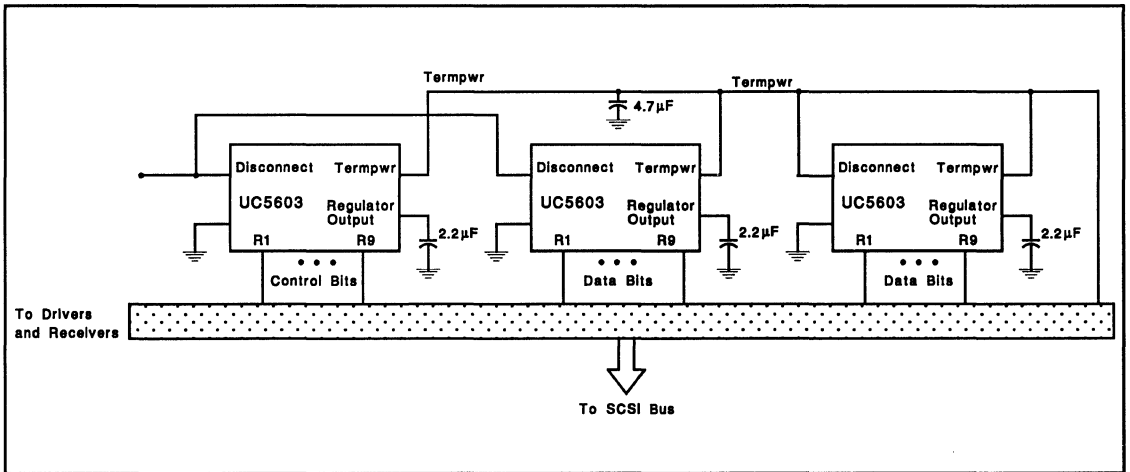 Termpwr
Termpwr
4.7µF
Disconnect Termpwr
UC5603 Regulator
Output
R1 R9
2.2µF
• • •
Control Bits
Disconnect Termpwr
UC5603 Regulator
Output
R1 R9
2.2µF
• • •
Data Bits
Disconnect Termpwr
UC5603 Regulator
Output
R1 R9
2.2µF
• • •
Data Bits
To Drivers
and Receivers
To SCSI Bus